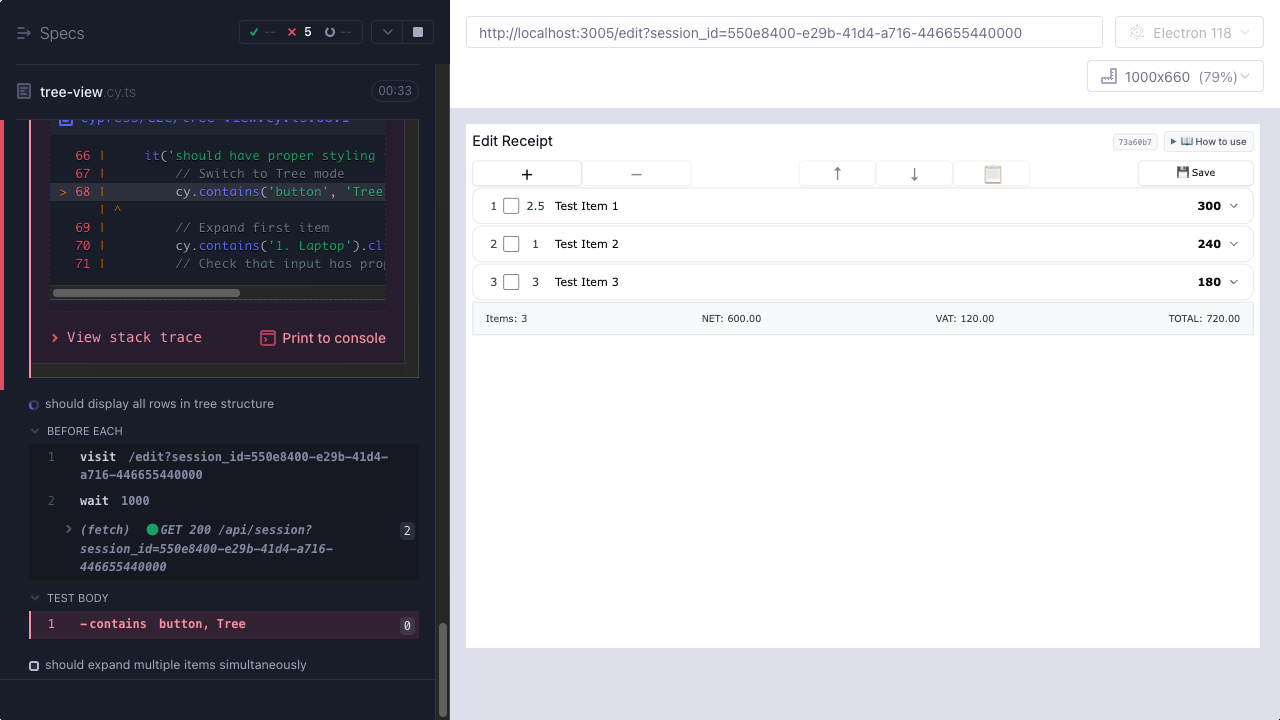 Specs
-- 5 --
tree-view.cy.ts
00:33
66 | it('should have proper styling
67 | // Switch to Tree mode
> 68 | cy.contains('button', 'Tree
| ^
69 | // Expand first item
70 | cy.contains('1. Laptop').cl
71 | // Check that input has prop
View stack trace
Print to console
should display all rows in tree structure
BEFORE EACH
1 visit /edit?session_id=550e8400-e29b-41d4-
a716-446655440000
2 wait 1000
(fetch) GET 200 /api/session? 2
session_id=550e8400-e29b-41d4-a716-
446655440000
TEST BODY
1 -contains button, Tree 0
should expand multiple items simultaneously
http://localhost:3005/edit?session_id=550e8400-e29b-41d4-a716-446655440000
Electron 118
1000x660 (79%)
Edit Receipt
73a60b7
▶ 📖 How to use
+
−
↑
↓
📋
💾 Save
1 2.5 Test Item 1 300
2 1 Test Item 2 240
3 3 Test Item 3 180
Items: 3 NET: 600.00 VAT: 120.00 TOTAL: 720.00